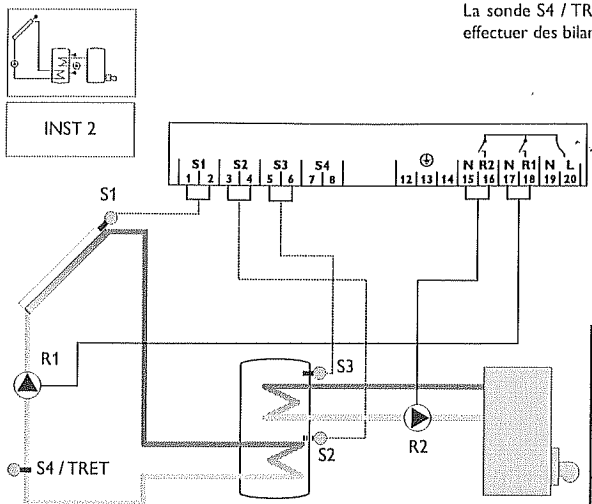 La sonde S4 / TR
effectuer des bilan
INST 2
S1 S2 S3 S4 N R2 N R1 N L
1 2 3 4 5 6 7 8 12 13 14 15 16 17 18 19 20
S1
R1
S3
S2
R2
S4 / TRET